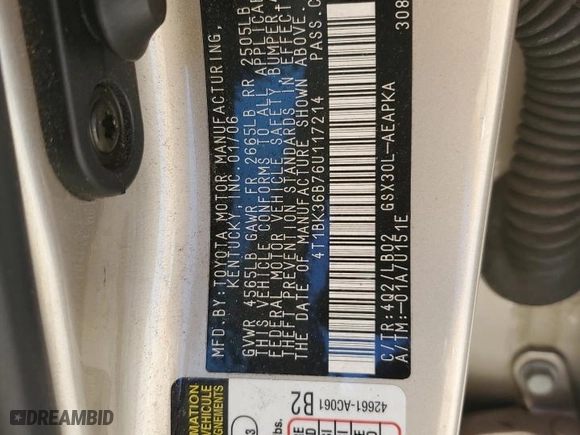 MFD. BY: TOYOTA MOTOR MANUFACTURING,
KENTUCKY, INC. 01/06
GVWR 4565LB GAWR FR 2665LB RR 2505LB
THIS VEHICLE CONFORMS TO ALL
FEDERAL MOTOR VEHICLE SAFETY, BUMPER,
THEFT PREVENTION STANDARDS IN EFFECT
THE DATE OF MANUFACTURE SHOWN ABOVE.
4T1BK36B76U117214 PASS.
C/TR:4Q2/LB02 GSX30L-AEAPKA
A/TM:-01A/U151E
308
VEHICULE
42661-AC061
B2
DREAMBID